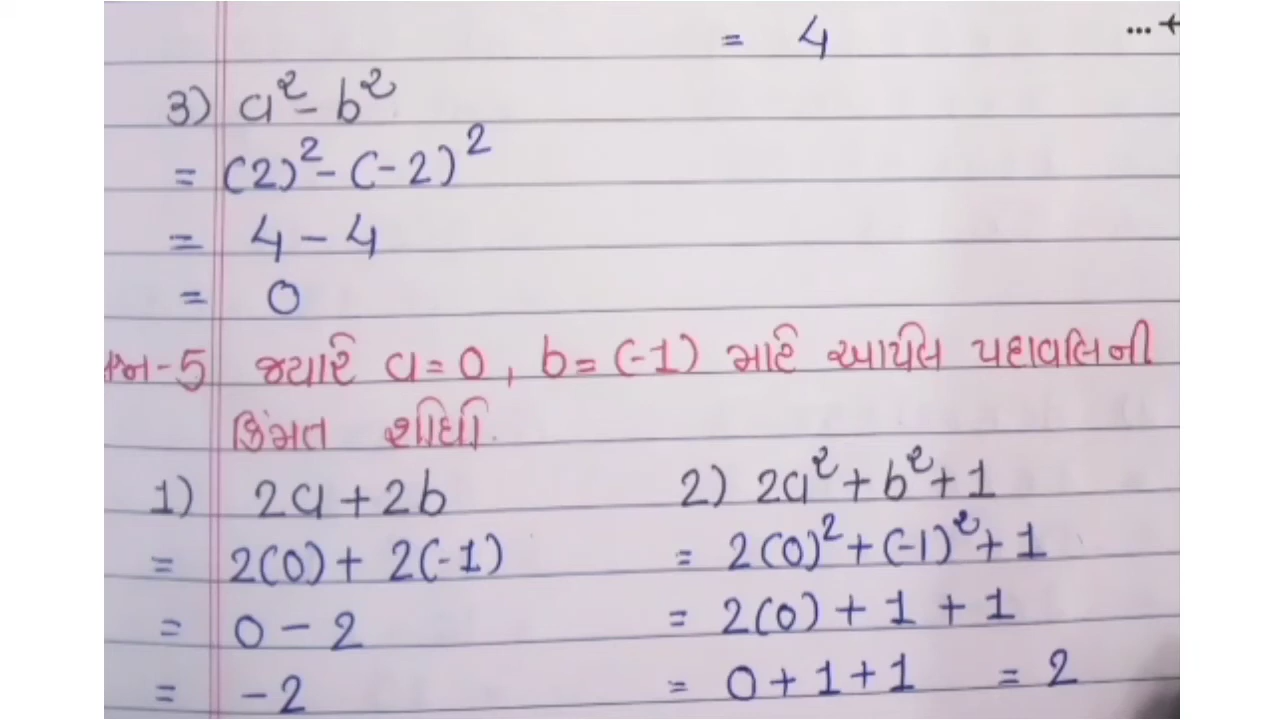 = 4
3) a² - b²
= (2)² - (-2)²
= 4 - 4
= 0
પ્રશ્ન-5 જ્યારે a = 0, b = (-1) માટે આપેલ પદાવલિની
કિંમત શોધો.
1) 2a + 2b
= 2(0) + 2(-1)
= 0 - 2
= -2
2) 2a² + b² + 1
= 2(0)² + (-1)² + 1
= 2(0) + 1 + 1
= 0 + 1 + 1 = 2